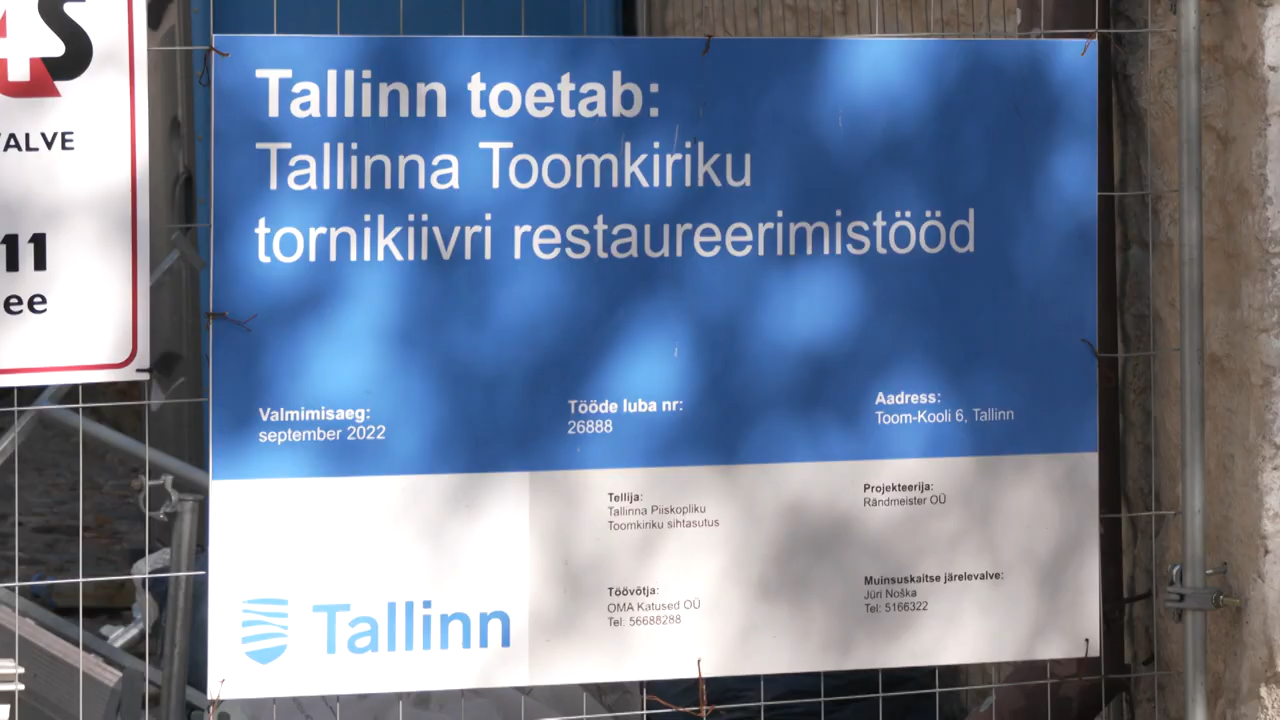 4S
VALVE
11
ee
Tallinn toetab:
Tallinna Toomkiriku
tornikiivri restaureerimistööd
Valmimisaeg:
september 2022
Tööde luba nr:
26888
Aadress:
Toom-Kooli 6, Tallinn
Tallinn
Tellija:
Tallinna Piiskopliku
Toomkiriku sihtasutus
Projekteerija:
Rändmeister OÜ
Töövõtja:
OMA Katused OÜ
Tel: 56688288
Muinsuskaitse järelevalve:
Jüri Noška
Tel: 5166322